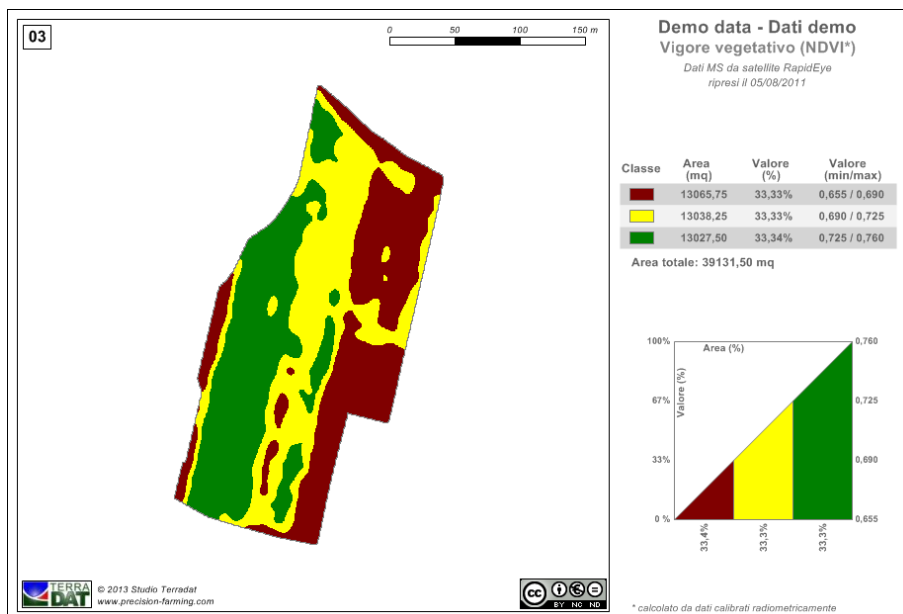 03
0 50 100 150 m
Demo data - Dati demo
Vigore vegetativo (NDVI*)
Dati MS da satellite RapidEye
ripresi il 05/08/2011
Classe Area (mq) Valore (%) Valore (min/max)
13065,75 33,33% 0,655 / 0,690
13038,25 33,33% 0,690 / 0,725
13027,50 33,34% 0,725 / 0,760
Area totale: 39131,50 mq
Area (%)
Valore (%)
100% 0,760
67% 0,725
33% 0,690
0 % 0,655
33,4% 33,3% 33,3%
TERRA
DAT
© 2013 Studio Terradat
www.precision-farming.com
cc
BY NC ND
* calcolato da dati calibrati radiometricamente